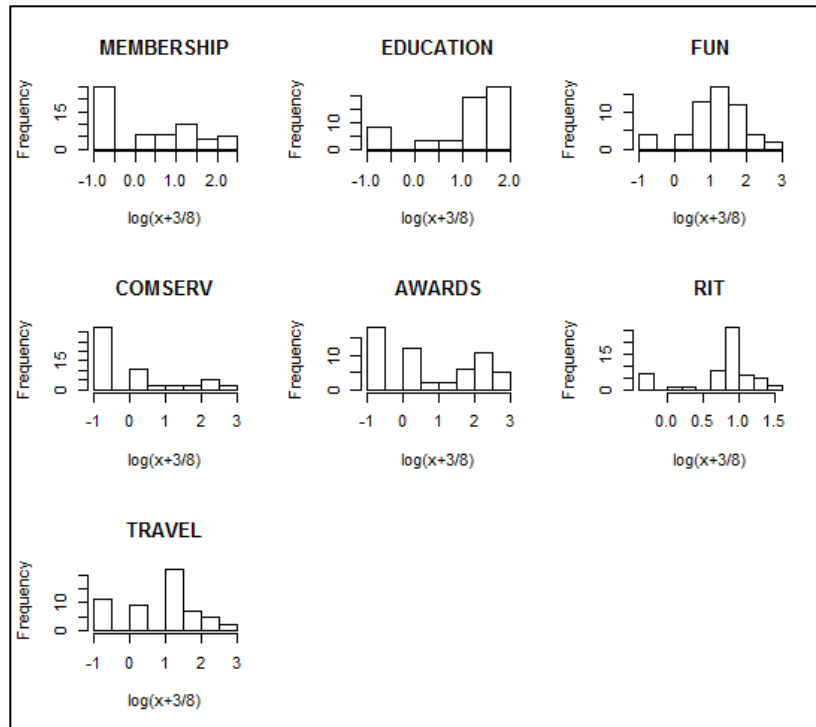 MEMBERSHIP
Frequency
0
15
-1.0 0.0 1.0 2.0
log(x+3/8)
EDUCATION
Frequency
0
10
-1.0 0.0 1.0 2.0
log(x+3/8)
FUN
Frequency
0
10
-1 0 1 2 3
log(x+3/8)
COMSERV
Frequency
0
15
-1 0 1 2 3
log(x+3/8)
AWARDS
Frequency
0
10
-1 0 1 2 3
log(x+3/8)
RIT
Frequency
0
15
0.0 0.5 1.0 1.5
log(x+3/8)
TRAVEL
Frequency
0
10
-1 0 1 2 3
log(x+3/8)